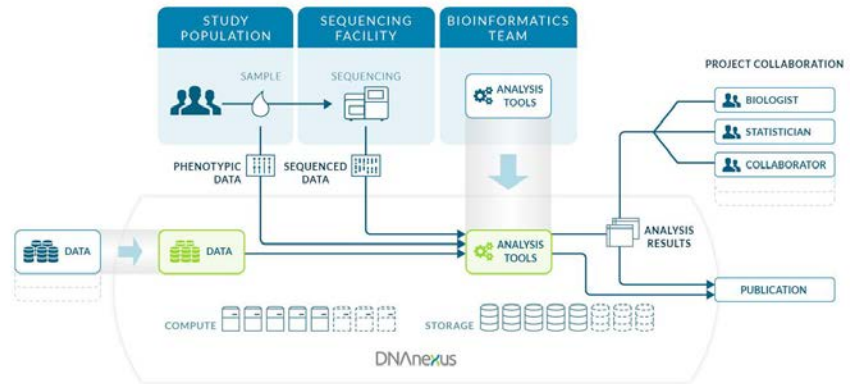 STUDY
POPULATION
SEQUENCING
FACILITY
BIOINFORMATICS
TEAM
PROJECT COLLABORATION
SAMPLE
SEQUENCING
ANALYSIS
TOOLS
BIOLOGIST
STATISTICIAN
COLLABORATOR
PHENOTYPIC
DATA
SEQUENCED
DATA
DATA
DATA
ANALYSIS
TOOLS
ANALYSIS
RESULTS
PUBLICATION
COMPUTE
STORAGE
DNAnexus